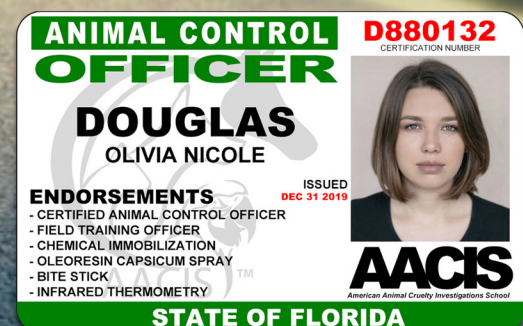 ANIMAL CONTROL
OFFICER
D880132
CERTIFICATION NUMBER
DOUGLAS
OLIVIA NICOLE
ISSUED
DEC 31 2019
ENDORSEMENTS
- CERTIFIED ANIMAL CONTROL OFFICER
- FIELD TRAINING OFFICER
- CHEMICAL IMMOBILIZATION
- OLEORESIN CAPSICUM SPRAY
- BITE STICK
- INFRARED THERMOMETRY
AACIS TM
AACIS
American Animal Cruelty Investigations School
STATE OF FLORIDA